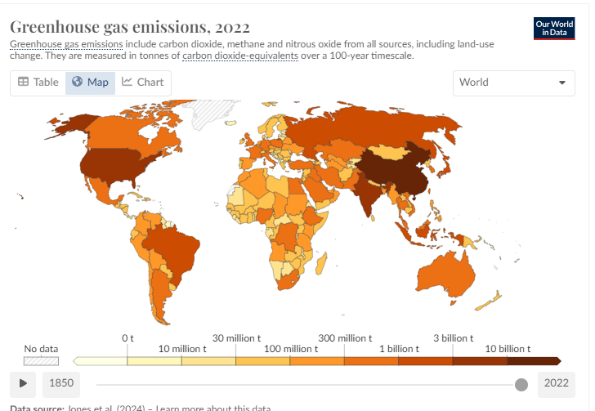 Greenhouse gas emissions, 2022
Our World
in Data
Greenhouse gas emissions include carbon dioxide, methane and nitrous oxide from all sources, including land-use
change. They are measured in tonnes of carbon dioxide-equivalents over a 100-year timescale.
Table Map Chart World
0 t 30 million t 300 million t 3 billion t
No data 10 million t 100 million t 1 billion t 10 billion t
1850 2022
Data source: Jones et al. (2024) – Learn more about this data